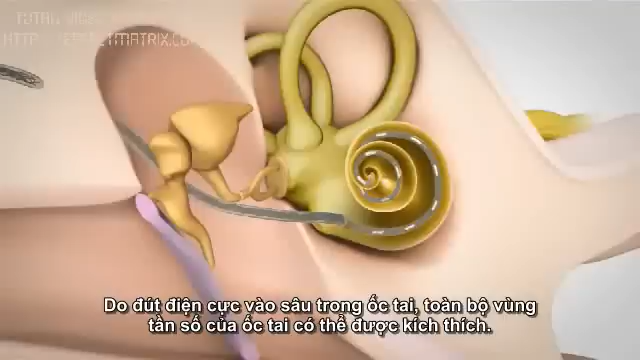 Do đút điện cực vào sâu trong ốc tai, toàn bộ vùng
tần số của ốc tai có thể được kích thích.